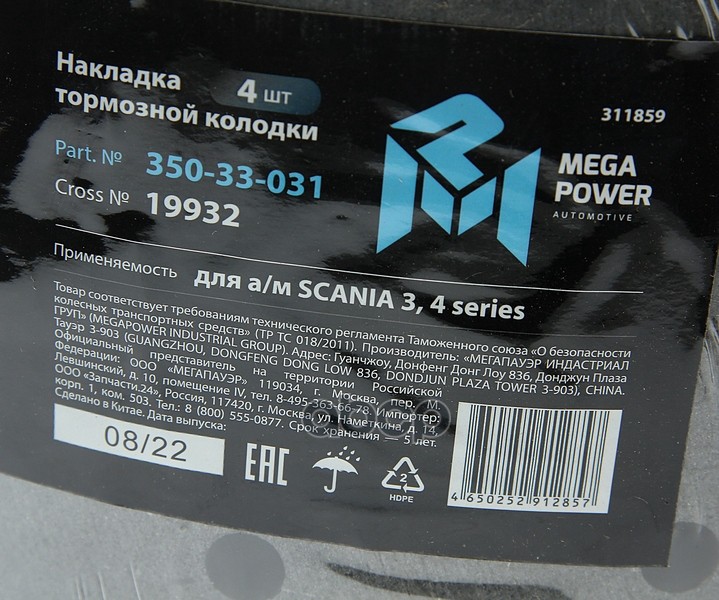 Накладка
тормозной колодки
4 шт
Part. № 350-33-031
Cross № 19932
311859
MEGA
POWER
AUTOMOTIVE
Применяемость для а/м SCANIA 3, 4 series
Товар соответствует требованиям технического регламента Таможенного союза «О безопасности
колесных транспортных средств» (ТР ТС 018/2011). Производитель: «МЕГАПАУЭР ИНДАСТРИАЛ
ГРУП» (MEGAPOWER INDUSTRIAL GROUP). Адрес: Гуанчжоу, Донфенг Донг Лоу 836, Донджун Плаза
Тауэр 3-903 (GUANGZHOU, DONGFENG DONG LOW 836, DONDJUN PLAZA TOWER 3-903), CHINA.
Официальный представитель на территории Российской
Федерации: ООО «МЕГАПАУЭР» 119034, г. Москва, пер. М.
Левшинский, д. 10, помещение IV, тел. 8-495-363-66-78. Импортер:
ООО «Запчасти.24», Россия, 117420, г. Москва, ул. Наметкина, д. 14
корп. 1, ком. 503. Тел.: 8 (800) 555-0877. Срок хранения 5 лет.
Сделано в Китае. Дата выпуска:
08/22
EAC
2
HDPE
4 650252 912857